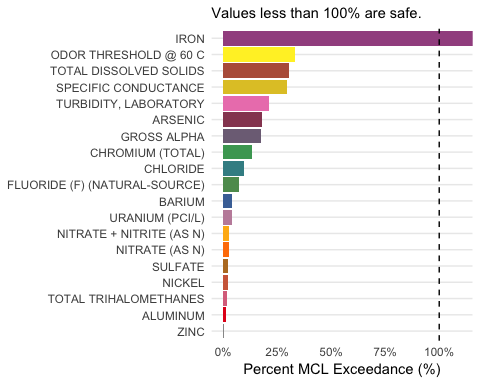 Values less than 100% are safe.
IRON
ODOR THRESHOLD @ 60 C
TOTAL DISSOLVED SOLIDS
SPECIFIC CONDUCTANCE
TURBIDITY, LABORATORY
ARSENIC
GROSS ALPHA
CHROMIUM (TOTAL)
CHLORIDE
FLUORIDE (F) (NATURAL-SOURCE)
BARIUM
URANIUM (PCI/L)
NITRATE + NITRITE (AS N)
NITRATE (AS N)
SULFATE
NICKEL
TOTAL TRIHALOMETHANES
ALUMINUM
ZINC
0% 25% 50% 75% 100%
Percent MCL Exceedance (%)